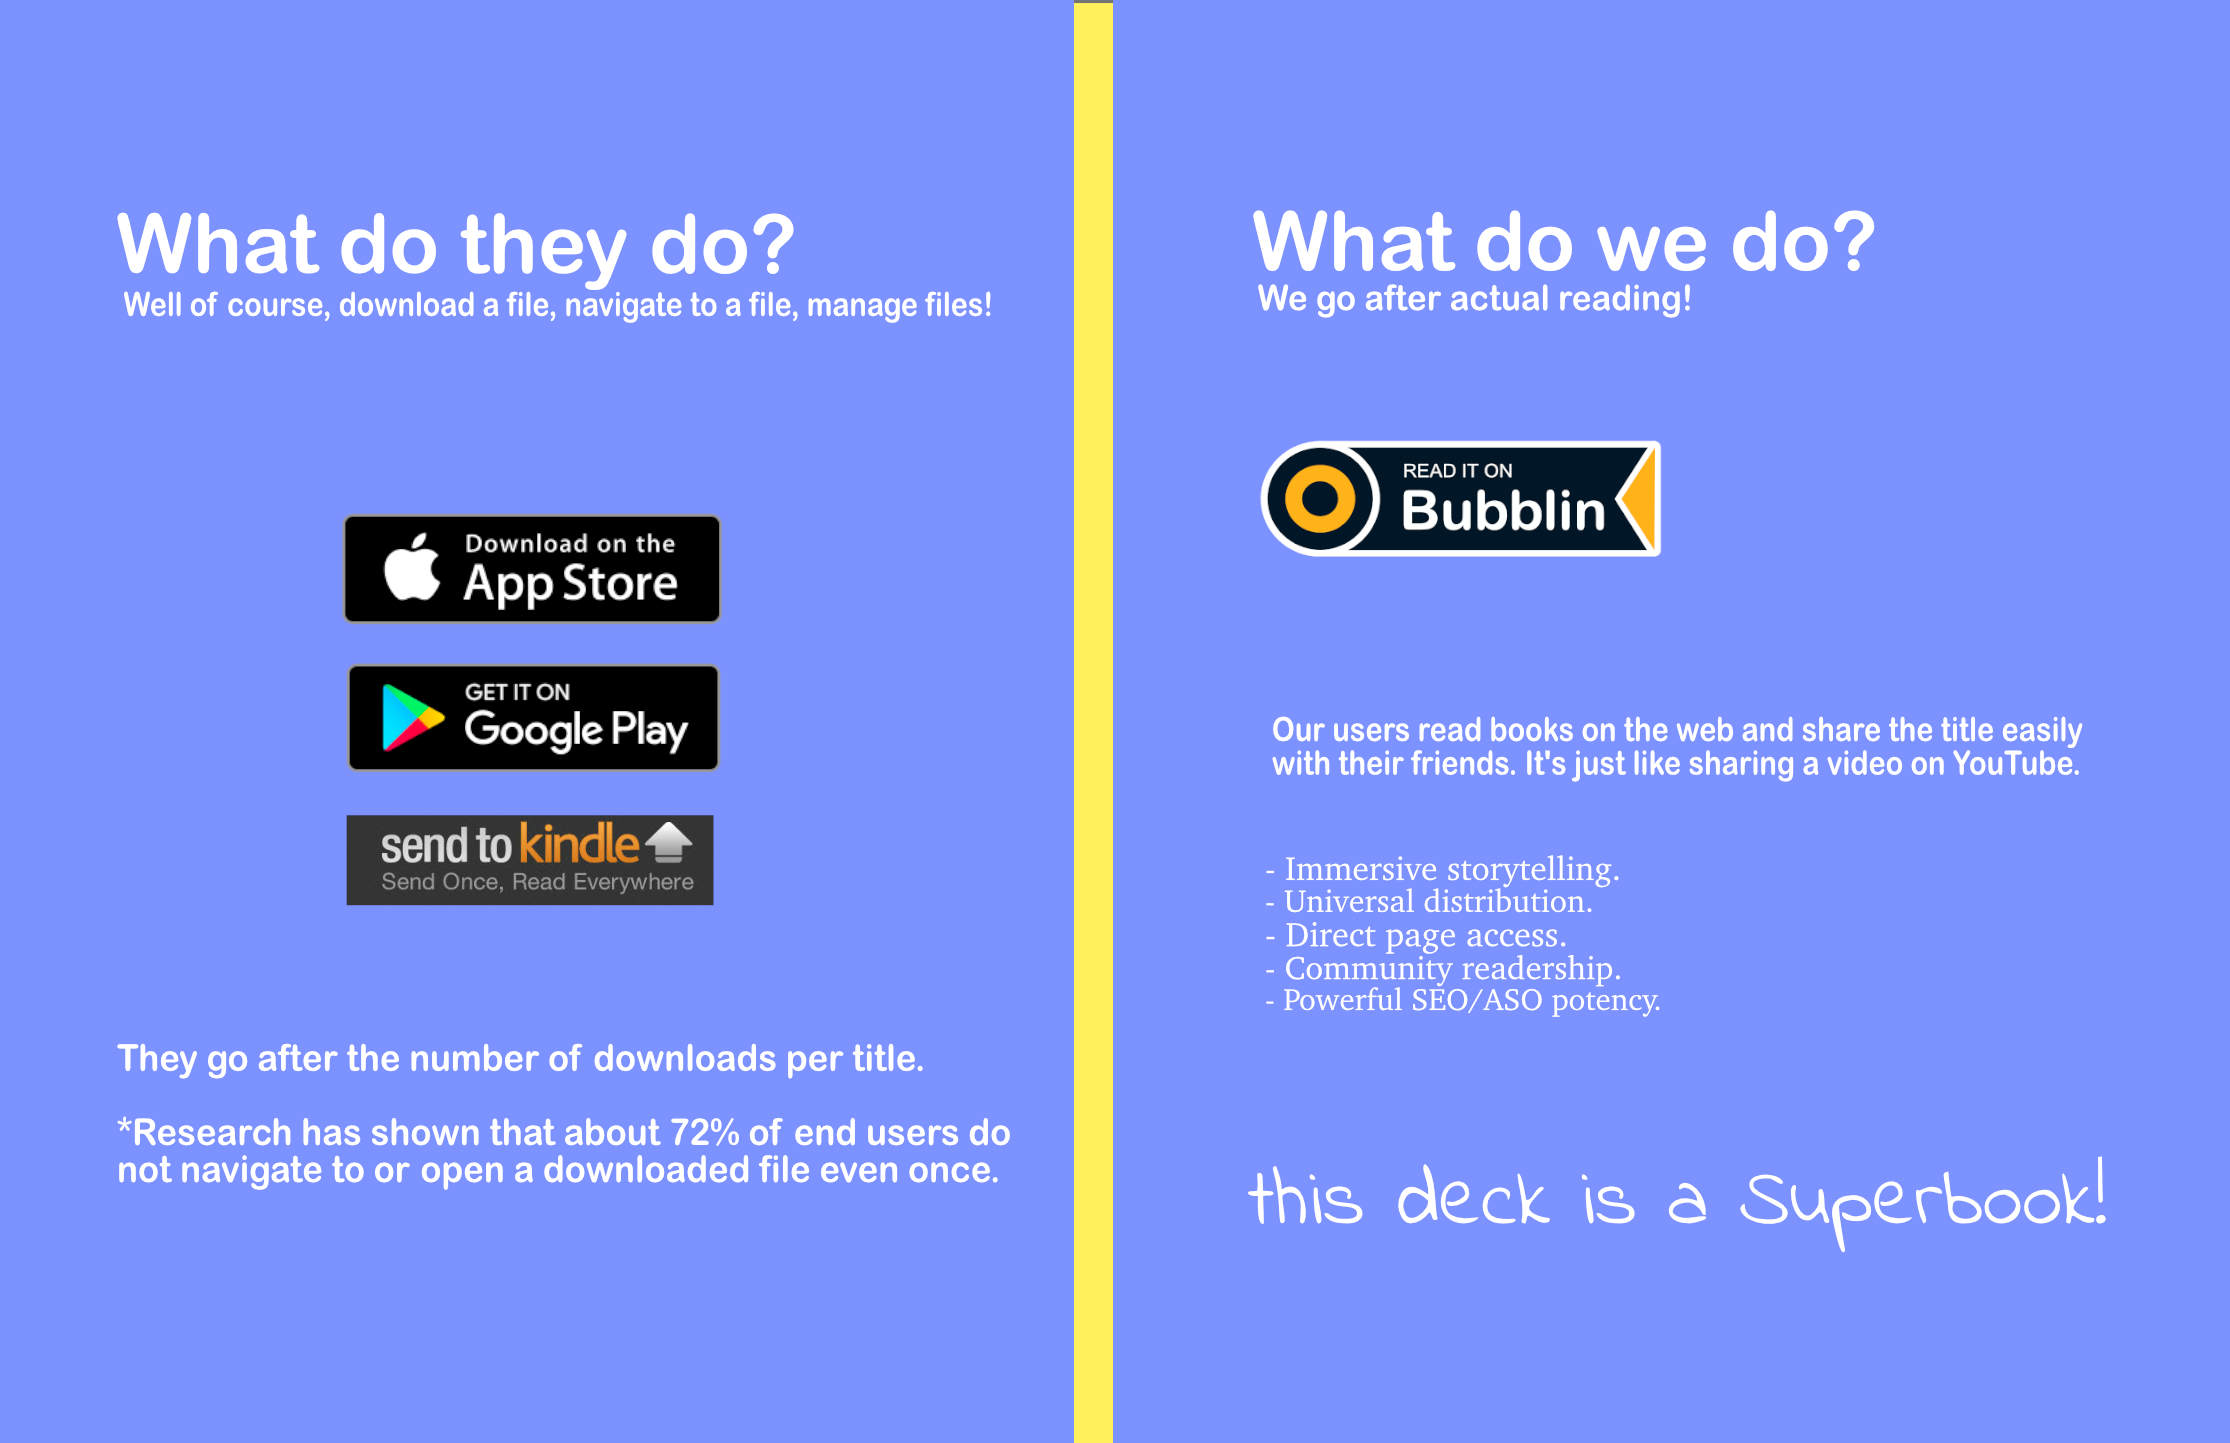 What do they do?
Well of course, download a file, navigate to a file, manage files!
Download on the
App Store
GET IT ON
Google Play
send to kindle
Send Once, Read Everywhere
They go after the number of downloads per title.
*Research has shown that about 72% of end users do
not navigate to or open a downloaded file even once.
What do we do?
We go after actual reading!
READ IT ON
Bubblin
Our users read books on the web and share the title easily
with their friends. It's just like sharing a video on YouTube.
- Immersive storytelling.
- Universal distribution.
- Direct page access.
- Community readership.
- Powerful SEO/ASO potency.
this deck is a Superbook!